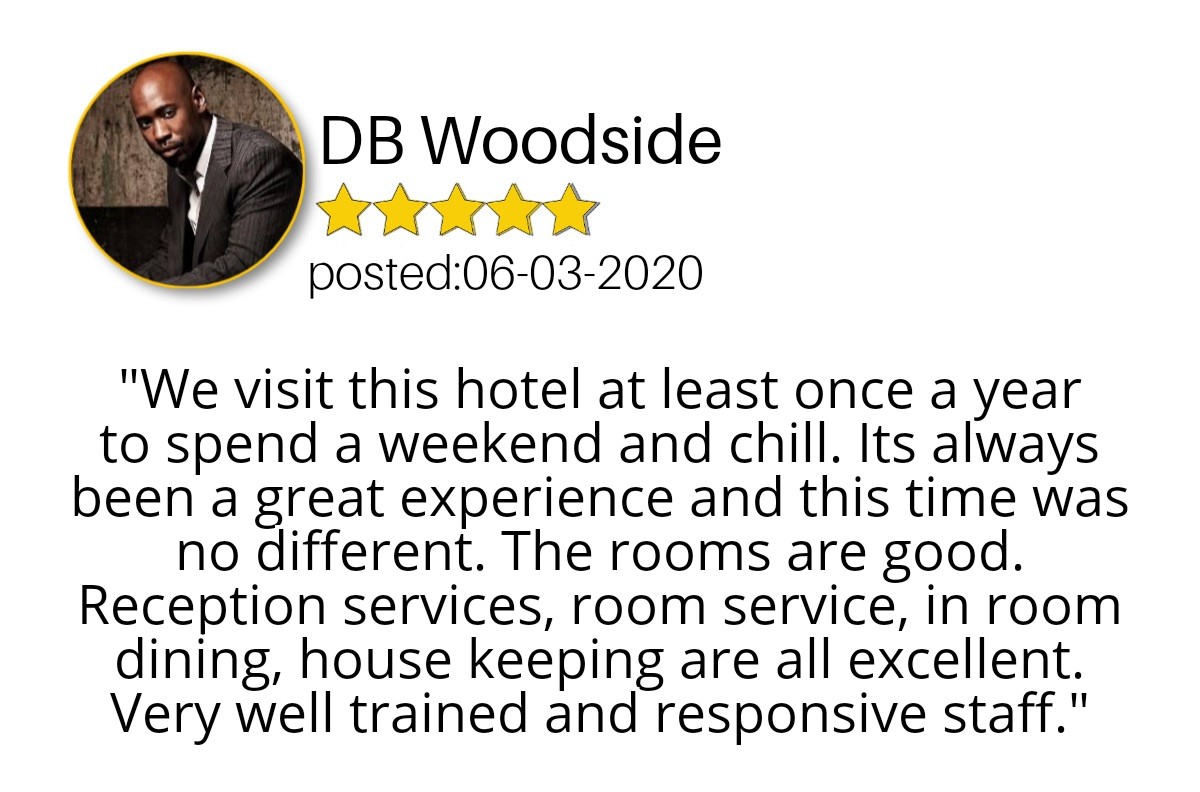 DB Woodside
posted:06-03-2020
"We visit this hotel at least once a year
to spend a weekend and chill. Its always
been a great experience and this time was
no different. The rooms are good.
Reception services, room service, in room
dining, house keeping are all excellent.
Very well trained and responsive staff."